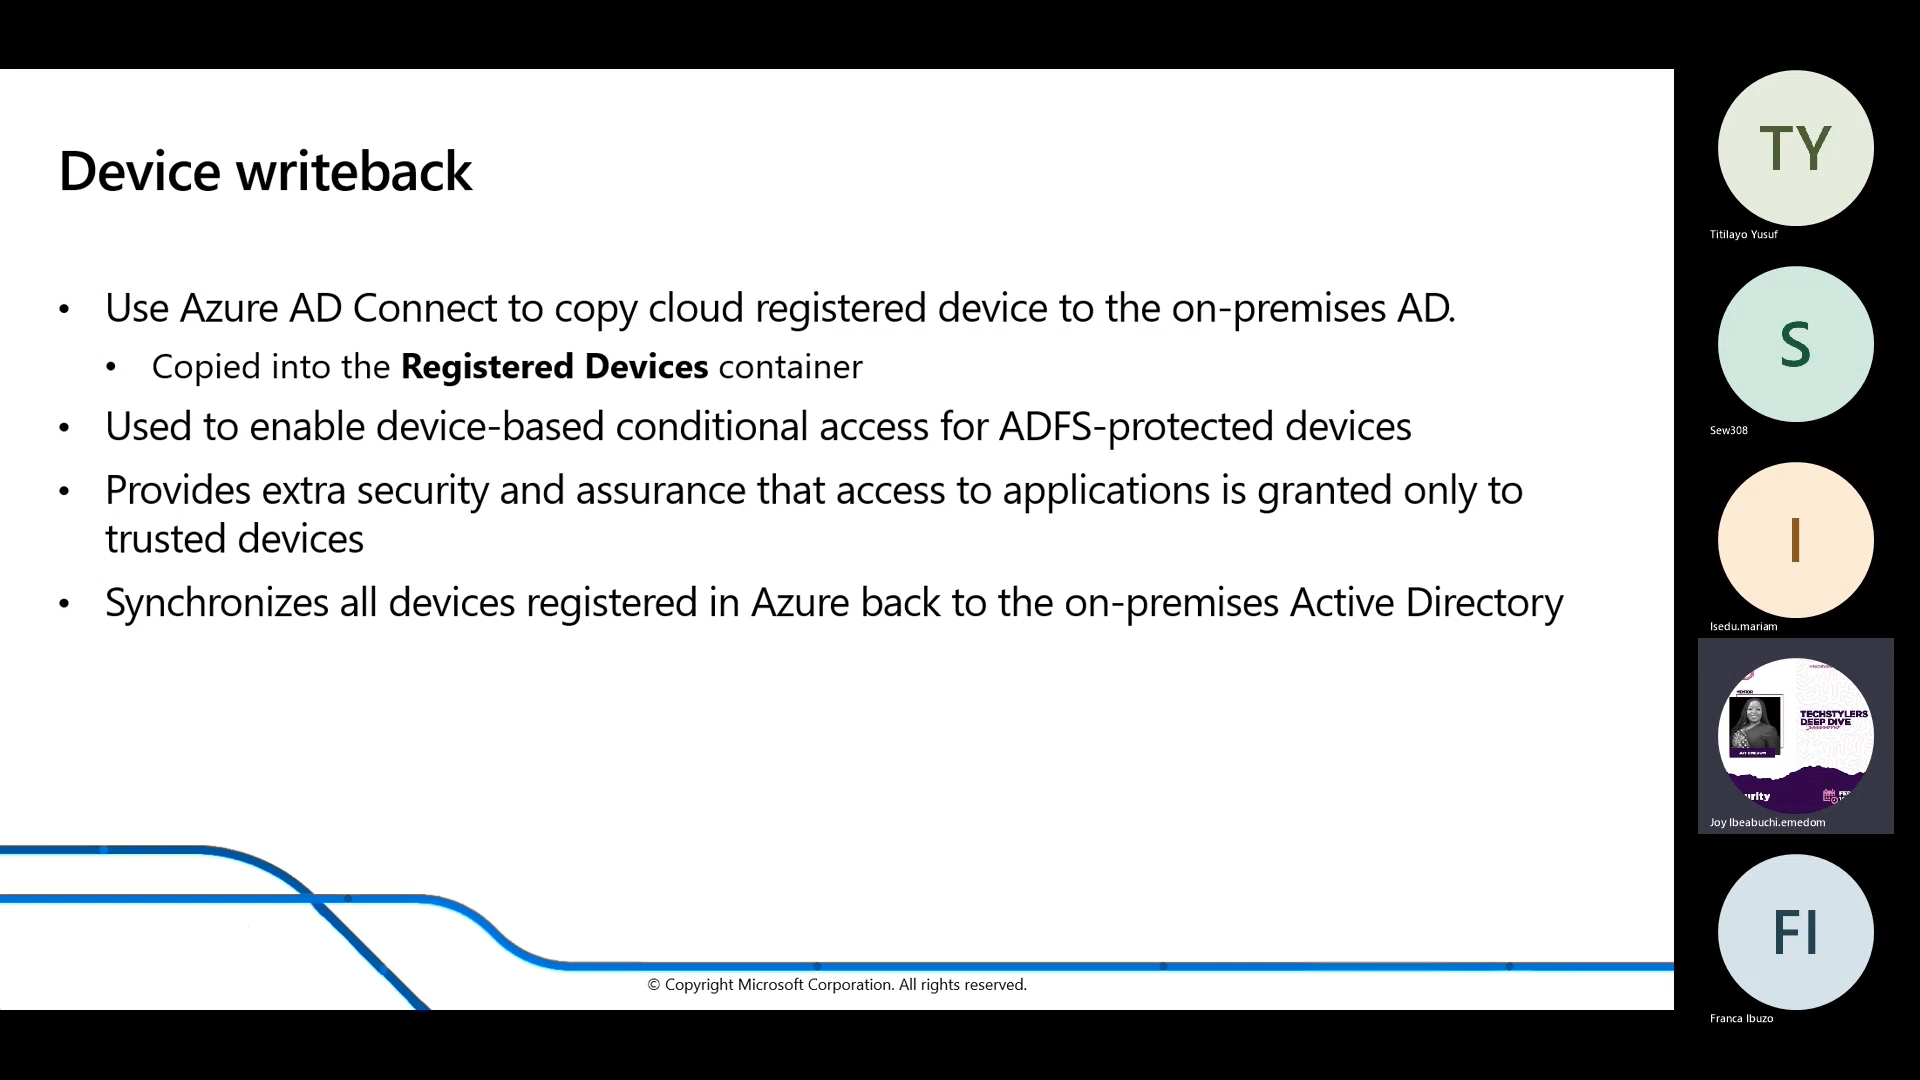 Device writeback
• Use Azure AD Connect to copy cloud registered device to the on-premises AD.
• Copied into the Registered Devices container
• Used to enable device-based conditional access for ADFS-protected devices
• Provides extra security and assurance that access to applications is granted only to
trusted devices
• Synchronizes all devices registered in Azure back to the on-premises Active Directory
© Copyright Microsoft Corporation. All rights reserved.
TY
Titilayo Yusuf
S
Sew308
I
Isedu.mariam
MENTOR
TECHSTYLERS
DEEP DIVE
urity
FE
Joy Ibeabuchi.emedom
FI
Franca Ibuzo